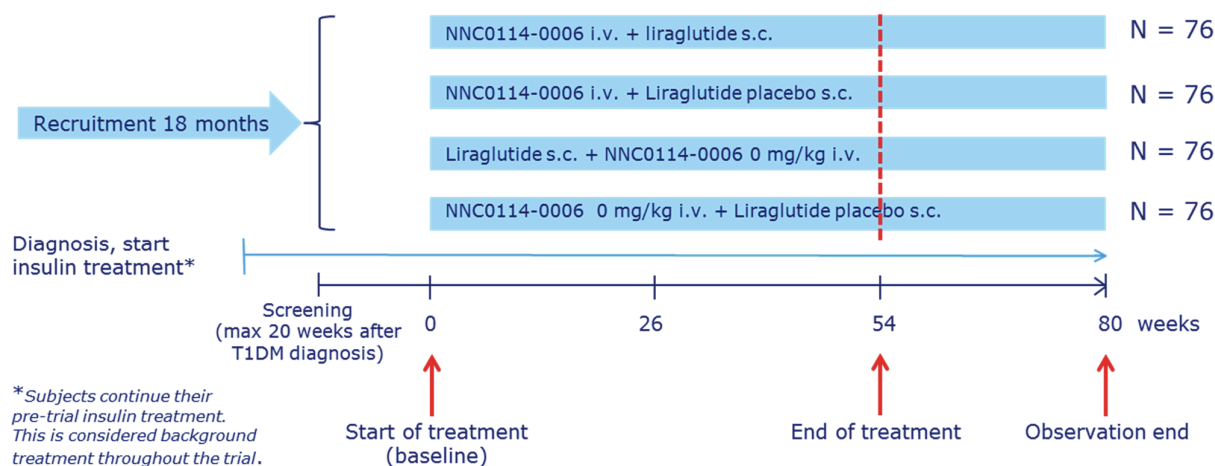 NNC0114-0006 i.v. + liraglutide s.c.
N = 76
NNC0114-0006 i.v. + Liraglutide placebo s.c.
N = 76
Recruitment 18 months
Liraglutide s.c. + NNC0114-0006 0 mg/kg i.v.
N = 76
NNC0114-0006 0 mg/kg i.v. + Liraglutide placebo s.c.
N = 76
Diagnosis, start
insulin treatment*
Screening
(max 20 weeks after
T1DM diagnosis)
0
26
54
80 weeks
*Subjects continue their
pre-trial insulin treatment.
This is considered background
treatment throughout the trial.
Start of treatment
(baseline)
End of treatment
Observation end